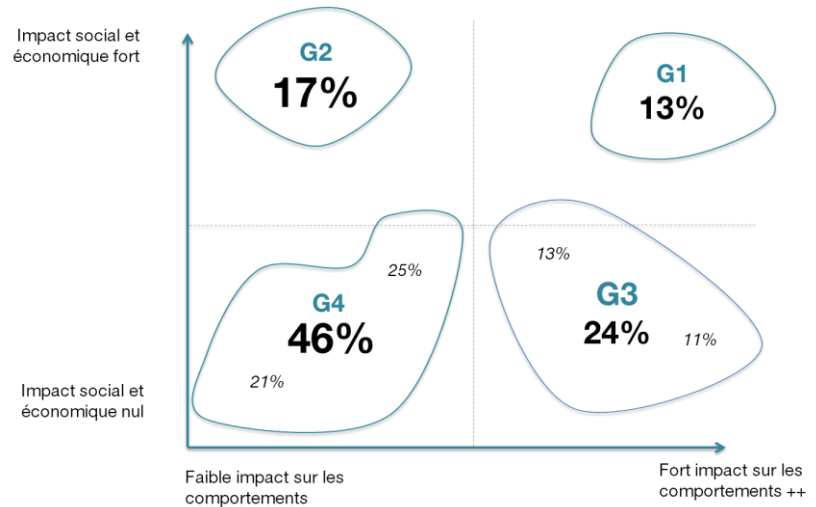 Impact social et
économique fort
G2
17%
G1
13%
25%
13%
G4
46%
G3
24%
11%
21%
Impact social et
économique nul
Faible impact sur les
comportements
Fort impact sur les
comportements ++